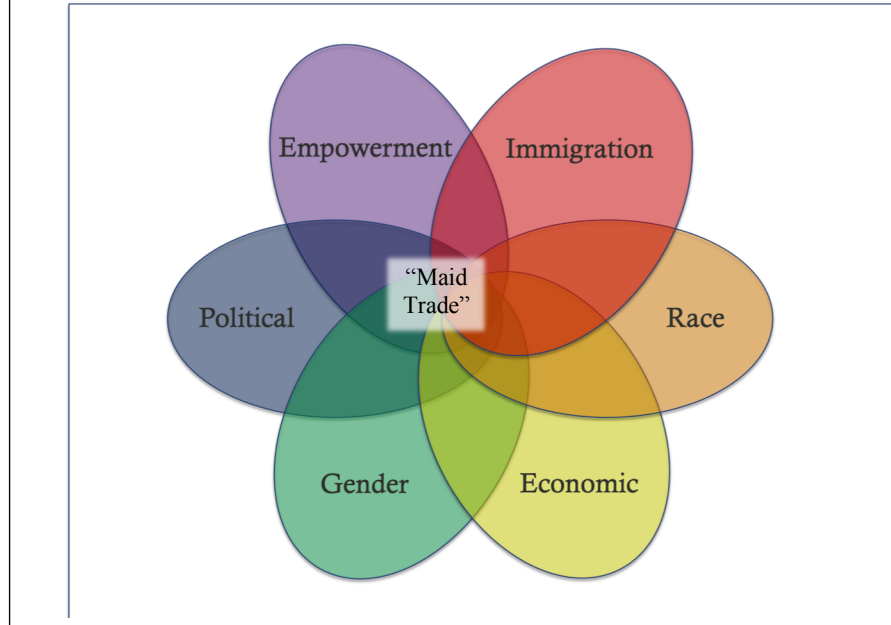 Empowerment
Immigration
“Maid
Trade”
Political
Race
Gender
Economic